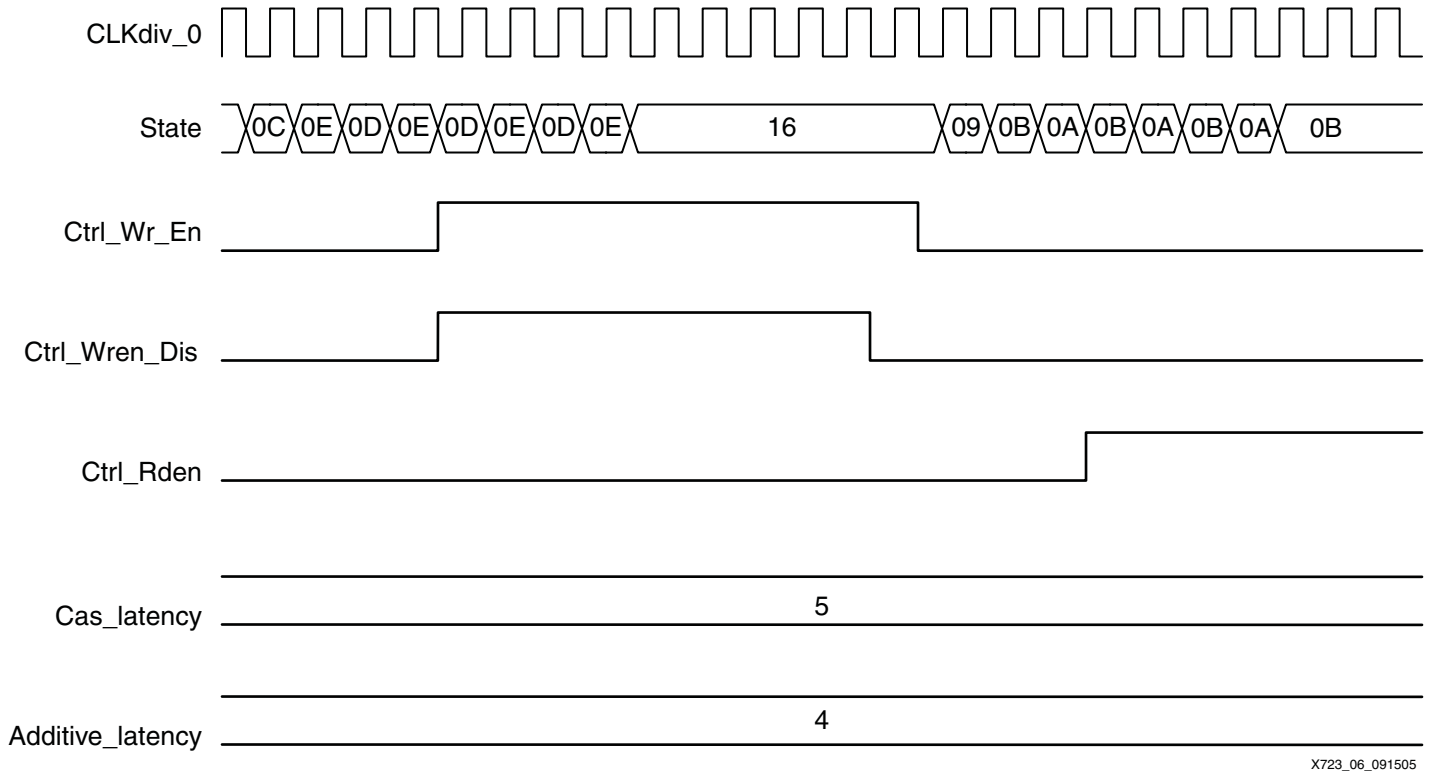 CLKdiv_0
State 0C 0E 0D 0E 0D 0E 0D 0E 16 09 0B 0A 0B 0A 0B 0A 0B
Ctrl_Wr_En
Ctrl_Wren_Dis
Ctrl_Rden
Cas_latency 5
Additive_latency 4
X723_06_091505